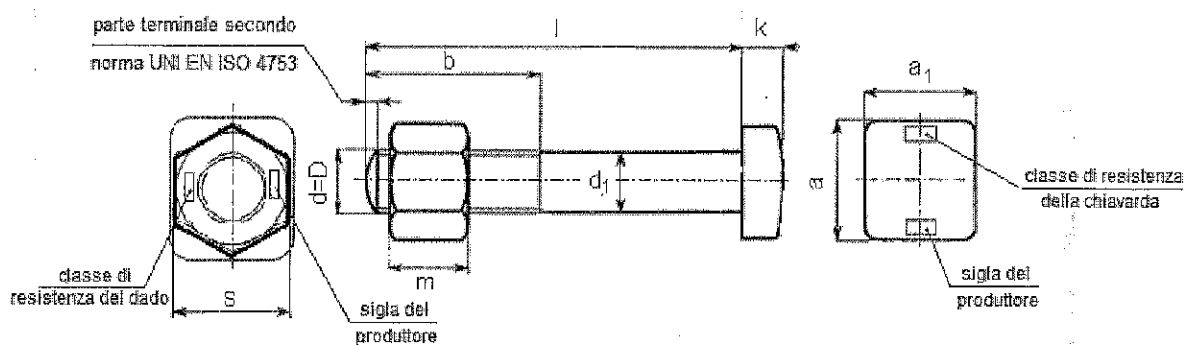 parte terminale secondo
norma UNI EN ISO 4753
l
k
b
a1
d=D
d1
a
classe di resistenza
della chiavarda
m
S
classe di
resistenza del dado
sigla del
produttore
sigla del
produttore